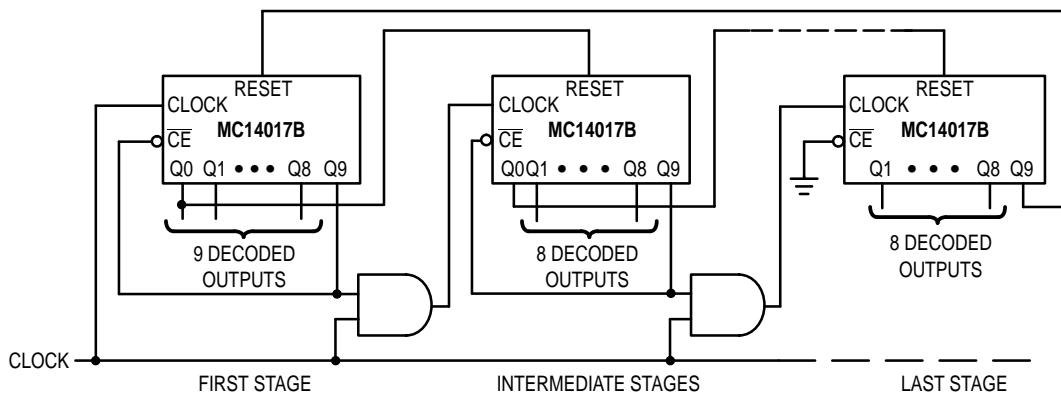 RESET RESET RESET
CLOCK CLOCK CLOCK
MC14017B MC14017B MC14017B
CE CE CE
Q0 Q1 • • • Q8 Q9 Q0 Q1 • • • Q8 Q9 Q1 • • • Q8 Q9
9 DECODED 8 DECODED 8 DECODED
OUTPUTS OUTPUTS OUTPUTS
CLOCK
FIRST STAGE INTERMEDIATE STAGES LAST STAGE